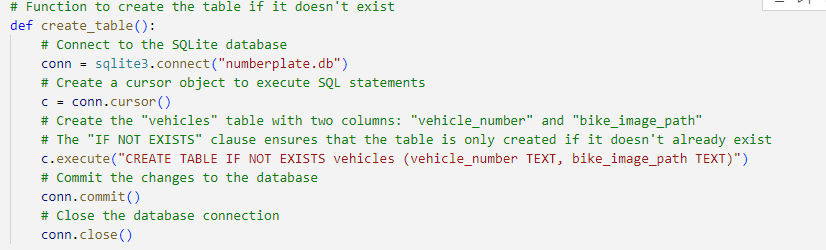 # Function to create the table if it doesn't exist
def create_table():
    # Connect to the SQLite database
    conn = sqlite3.connect("numberplate.db")
    # Create a cursor object to execute SQL statements
    c = conn.cursor()
    # Create the "vehicles" table with two columns: "vehicle_number" and "bike_image_path"
    # The "IF NOT EXISTS" clause ensures that the table is only created if it doesn't already exist
    c.execute("CREATE TABLE IF NOT EXISTS vehicles (vehicle_number TEXT, bike_image_path TEXT)")
    # Commit the changes to the database
    conn.commit()
    # Close the database connection
    conn.close()